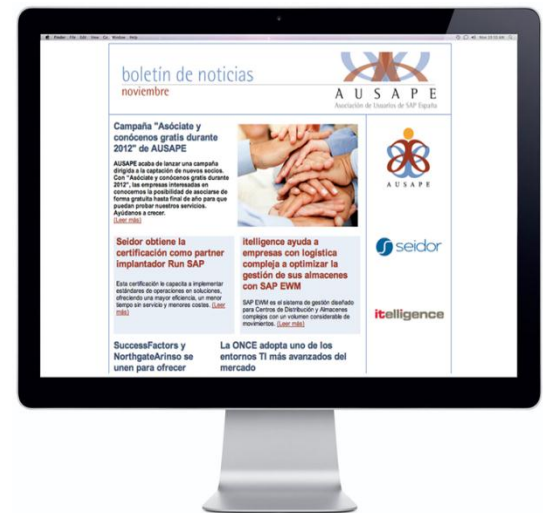 Finder File Edit View Go Window Help
boletín de noticias
noviembre
AUSAPE
Asociación de Usuarios de SAP España
Campaña "Asóciate y
conócenos gratis durante
2012" de AUSAPE
AUSAPE acaba de lanzar una campaña
dirigida a la captación de nuevos socios.
Con "Asóciate y conócenos gratis durante
2012", las empresas interesadas en
conocernos la posibilidad de asociarse de
forma gratuita hasta final de año para que
puedan probar nuestros servicios.
Ayúdanos a crecer.
(Leer más)
AUSAPE
Seidor obtiene la
certificación como partner
implantador Run SAP
Esta certificación le capacita a implementar
estándares de operaciones en soluciones,
ofreciendo una mayor eficiencia, un menor
tiempo sin servicio y menores costes. (Leer
más)
itelligence ayuda a
empresas con logística
compleja a optimizar la
gestión de sus almacenes
con SAP EWM
SAP EWM es el sistema de gestión diseñado
para Centros de Distribución y Almacenes
complejos con un volumen considerable de
movimientos. (Leer más)
seidor
itelligence
SuccessFactors y
NorthgateArinso se
unen para ofrecer
La ONCE adopta uno de los
entornos TI más avanzados del
mercado